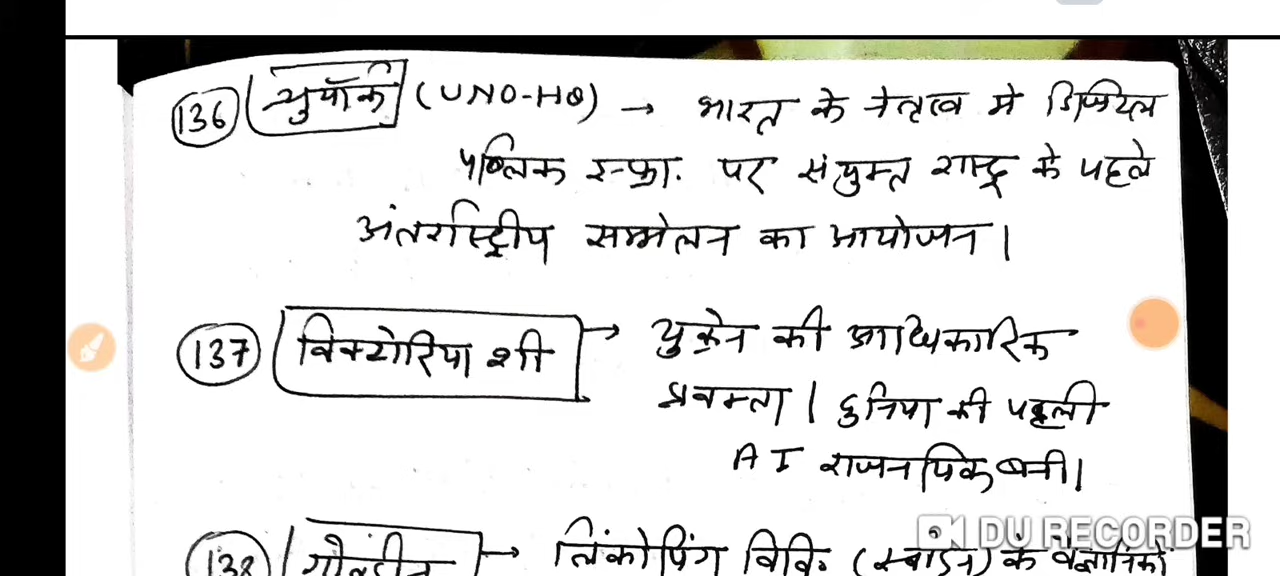 136 न्युयॉर्क (UNO-HQ) → भारत के नेतृत्व मे डिजिटल
पब्लिक इन्फ्रा. पर संयुक्त राष्ट्र के पहले
अंतर्राष्ट्रीय सम्मेलन का आयोजन।
137 विक्टोरिया शी → युक्रेन की आधिकारिक
प्रवक्ता। दुनिया की पहली
AI राजनयिक बनी।
138 → लिंकोपिंग विवि. (स्वीडन) के वैज्ञानिकों
DU RECORDER